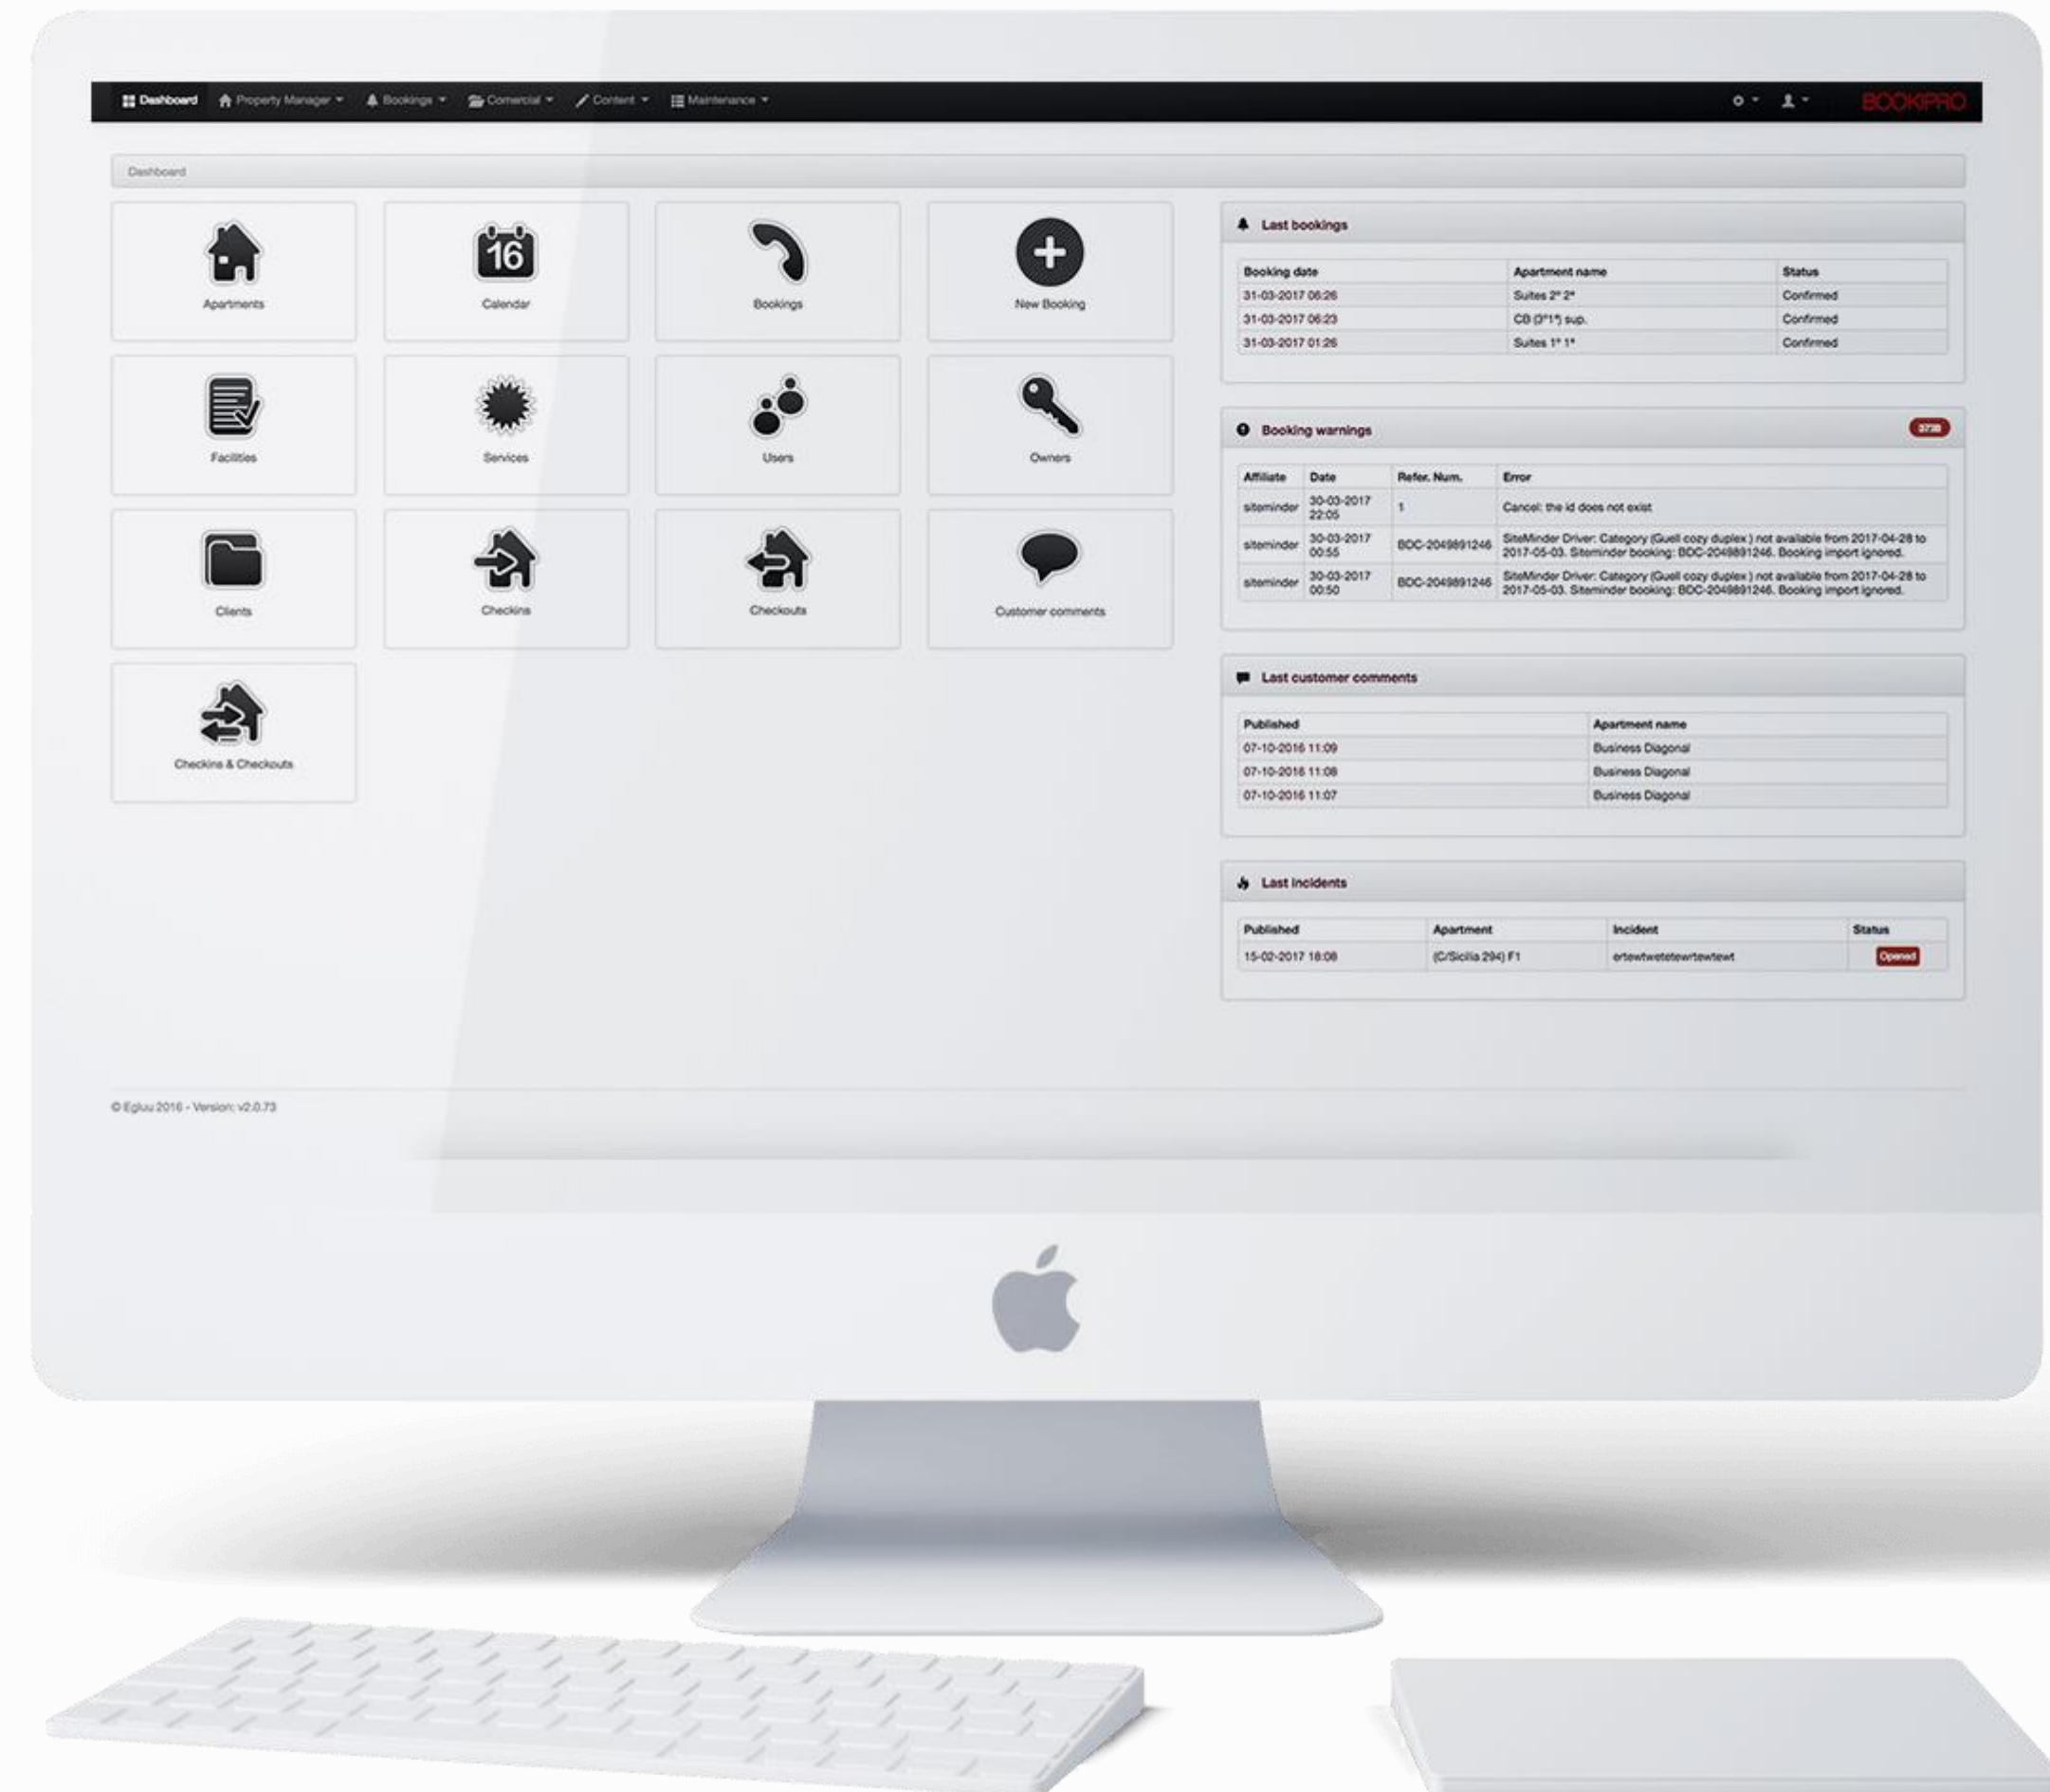 Dashboard Property Manager Bookings Comercial Content Maintenance BOOKIPRO
Dashboard
Apartments
Calendar
16
Bookings
New Booking
Facilities
Services
Users
Owners
Clients
Checkins
Checkouts
Customer comments
Checkins & Checkouts
Last bookings
Booking date Apartment name Status
31-03-2017 06:26 Suites 2º 2ª Confirmed
31-03-2017 06:23 CB (3º1ª) sup. Confirmed
31-03-2017 01:26 Suites 1º 1ª Confirmed
Booking warnings 3738
Affiliate Date Refer. Num. Error
siteminder 30-03-2017 22:05 1 Cancel: the id does not exist
siteminder 30-03-2017 00:55 BDC-2049891246 SiteMinder Driver: Category (Guell cozy duplex ) not available from 2017-04-28 to
2017-05-03. Siteminder booking: BDC-2049891246. Booking import ignored.
siteminder 30-03-2017 00:50 BDC-2049891246 SiteMinder Driver: Category (Guell cozy duplex ) not available from 2017-04-28 to
2017-05-03. Siteminder booking: BDC-2049891246. Booking import ignored.
Last customer comments
Published Apartment name
07-10-2016 11:09 Business Diagonal
07-10-2016 11:08 Business Diagonal
07-10-2016 11:07 Business Diagonal
Last incidents
Published Apartment Incident Status
15-02-2017 18:08 (C/Sicilia 294) F1 ertewtwetetewrtewtewt Opened
© Egluu 2016 - Version: v2.0.73